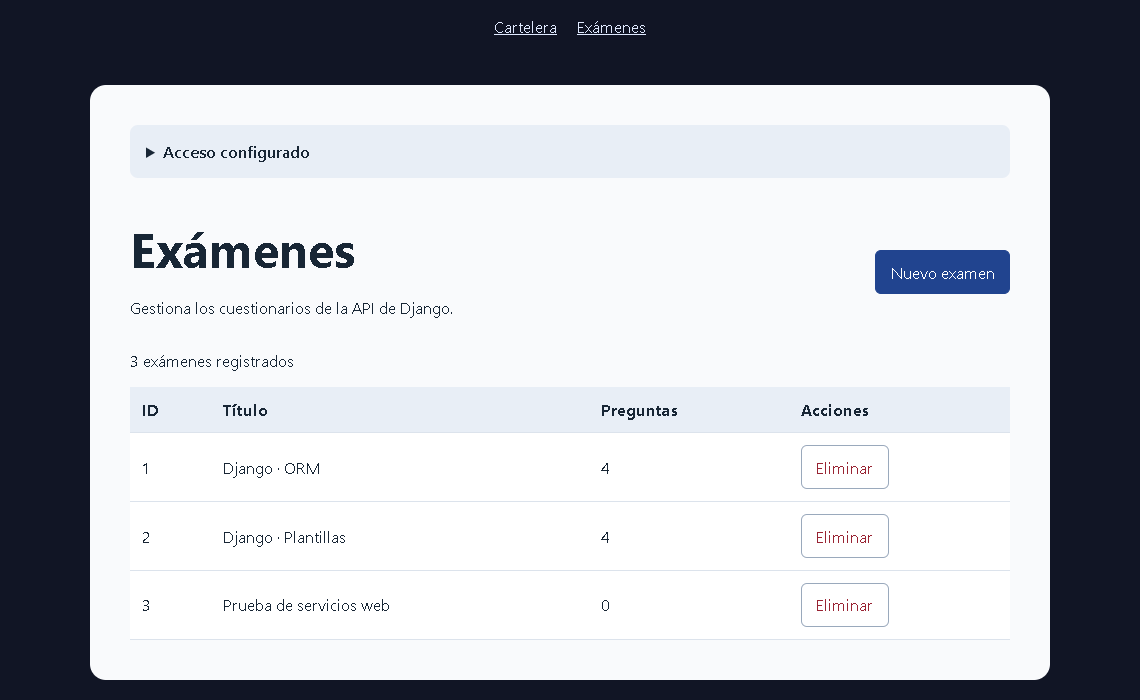 Cartelera Exámenes
▶ Acceso configurado
Exámenes
Nuevo examen
Gestiona los cuestionarios de la API de Django.
3 exámenes registrados
ID Título Preguntas Acciones
1 Django · ORM 4 Eliminar
2 Django · Plantillas 4 Eliminar
3 Prueba de servicios web 0 Eliminar